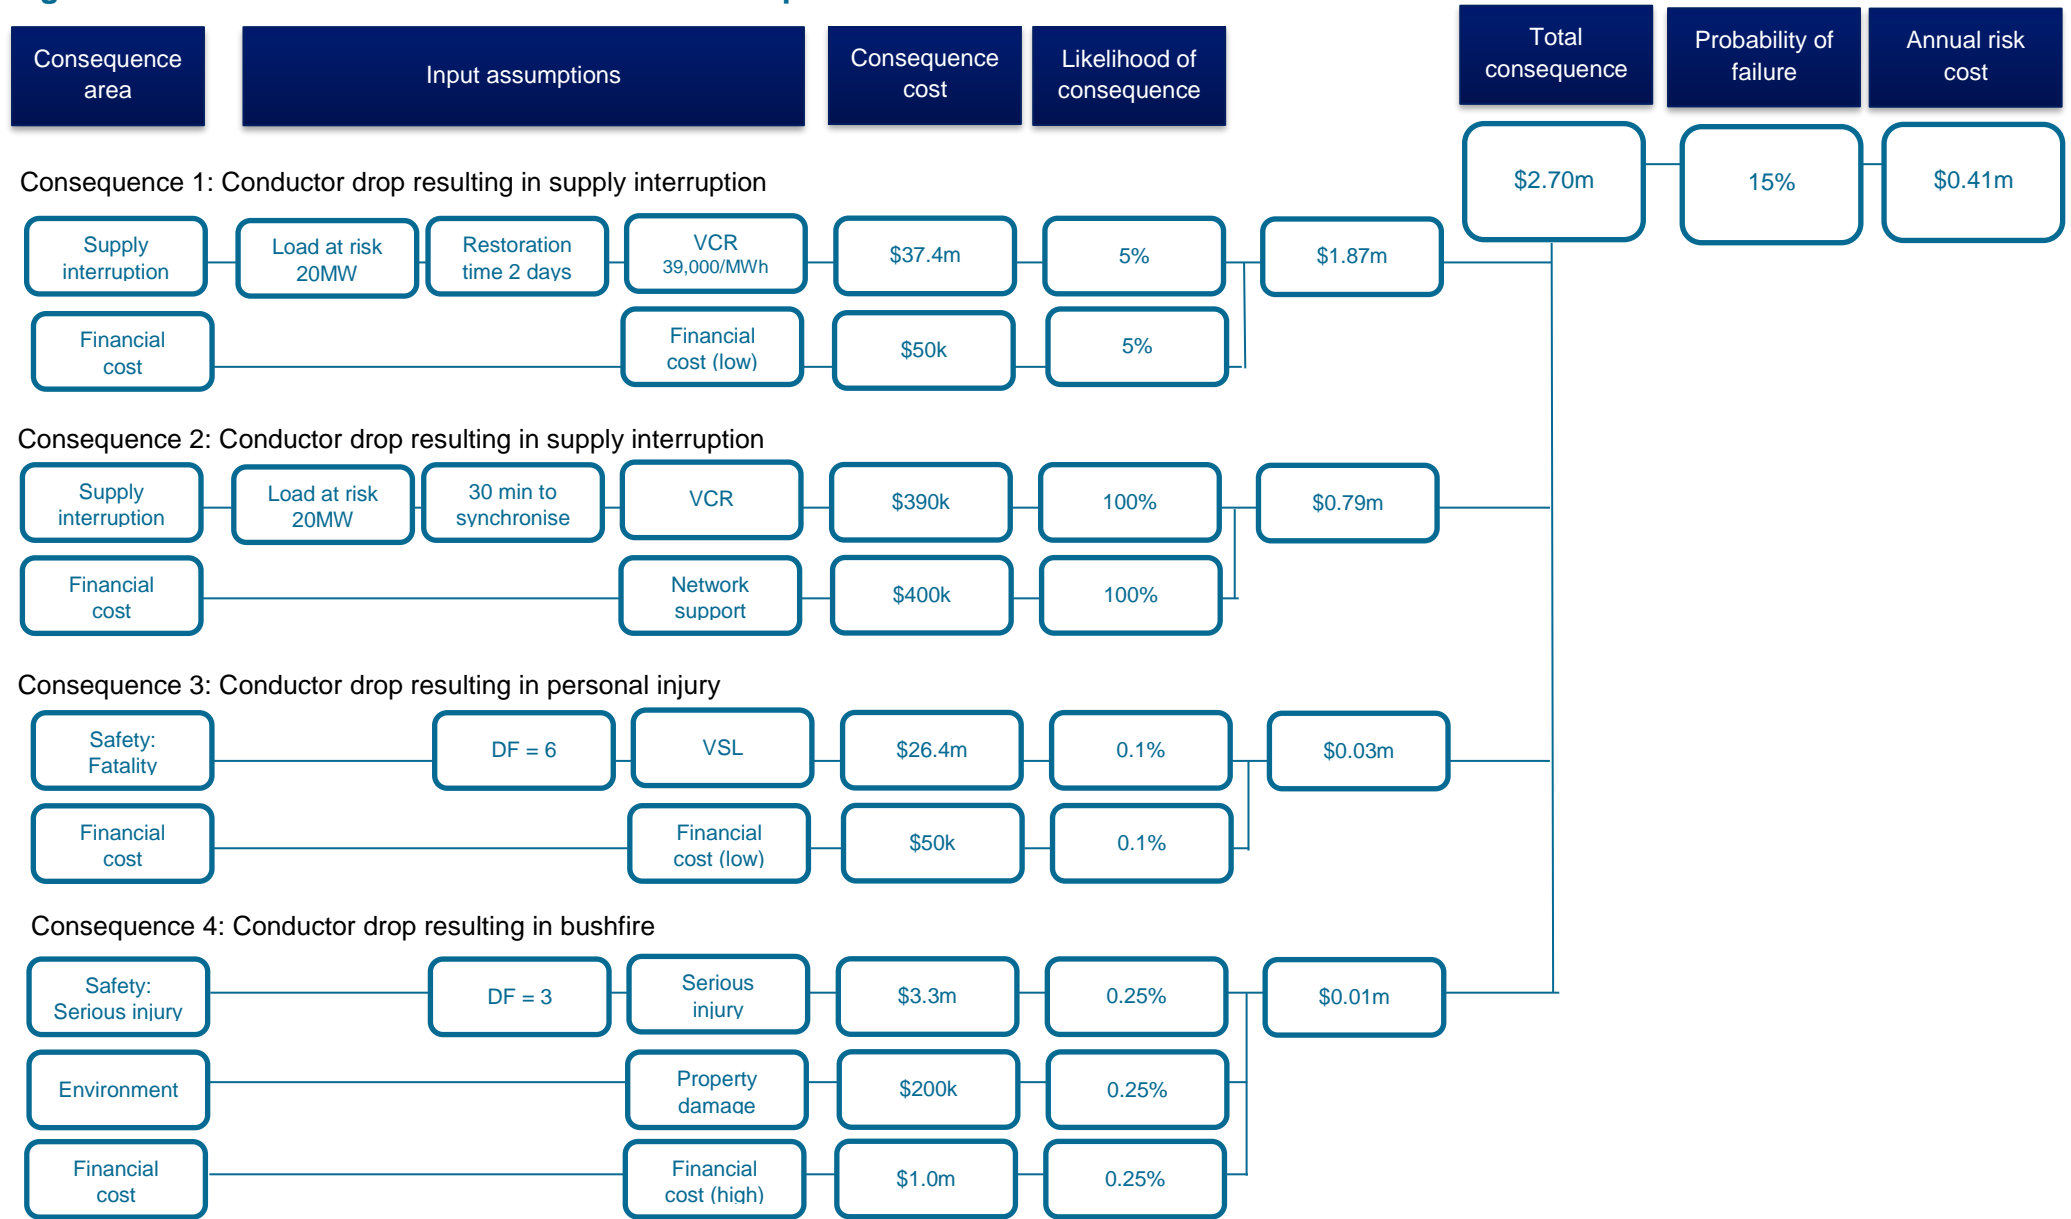 Consequence
area
Input assumptions
Consequence
cost
Likelihood of
consequence
Total
consequence
Probability of
failure
Annual risk
cost
$2.70m
15%
$0.41m
Consequence 1: Conductor drop resulting in supply interruption
Supply
interruption
Load at risk
20MW
Restoration
time 2 days
VCR
39,000/MWh
$37.4m
5%
$1.87m
Financial
cost
Financial
cost (low)
$50k
5%
Consequence 2: Conductor drop resulting in supply interruption
Supply
interruption
Load at risk
20MW
30 min to
synchronise
VCR
$390k
100%
$0.79m
Financial
cost
Network
support
$400k
100%
Consequence 3: Conductor drop resulting in personal injury
Safety:
Fatality
DF = 6
VSL
$26.4m
0.1%
$0.03m
Financial
cost
Financial
cost (low)
$50k
0.1%
Consequence 4: Conductor drop resulting in bushfire
Safety:
Serious injury
DF = 3
Serious
injury
$3.3m
0.25%
$0.01m
Environment
Property
damage
$200k
0.25%
Financial
cost
Financial
cost (high)
$1.0m
0.25%